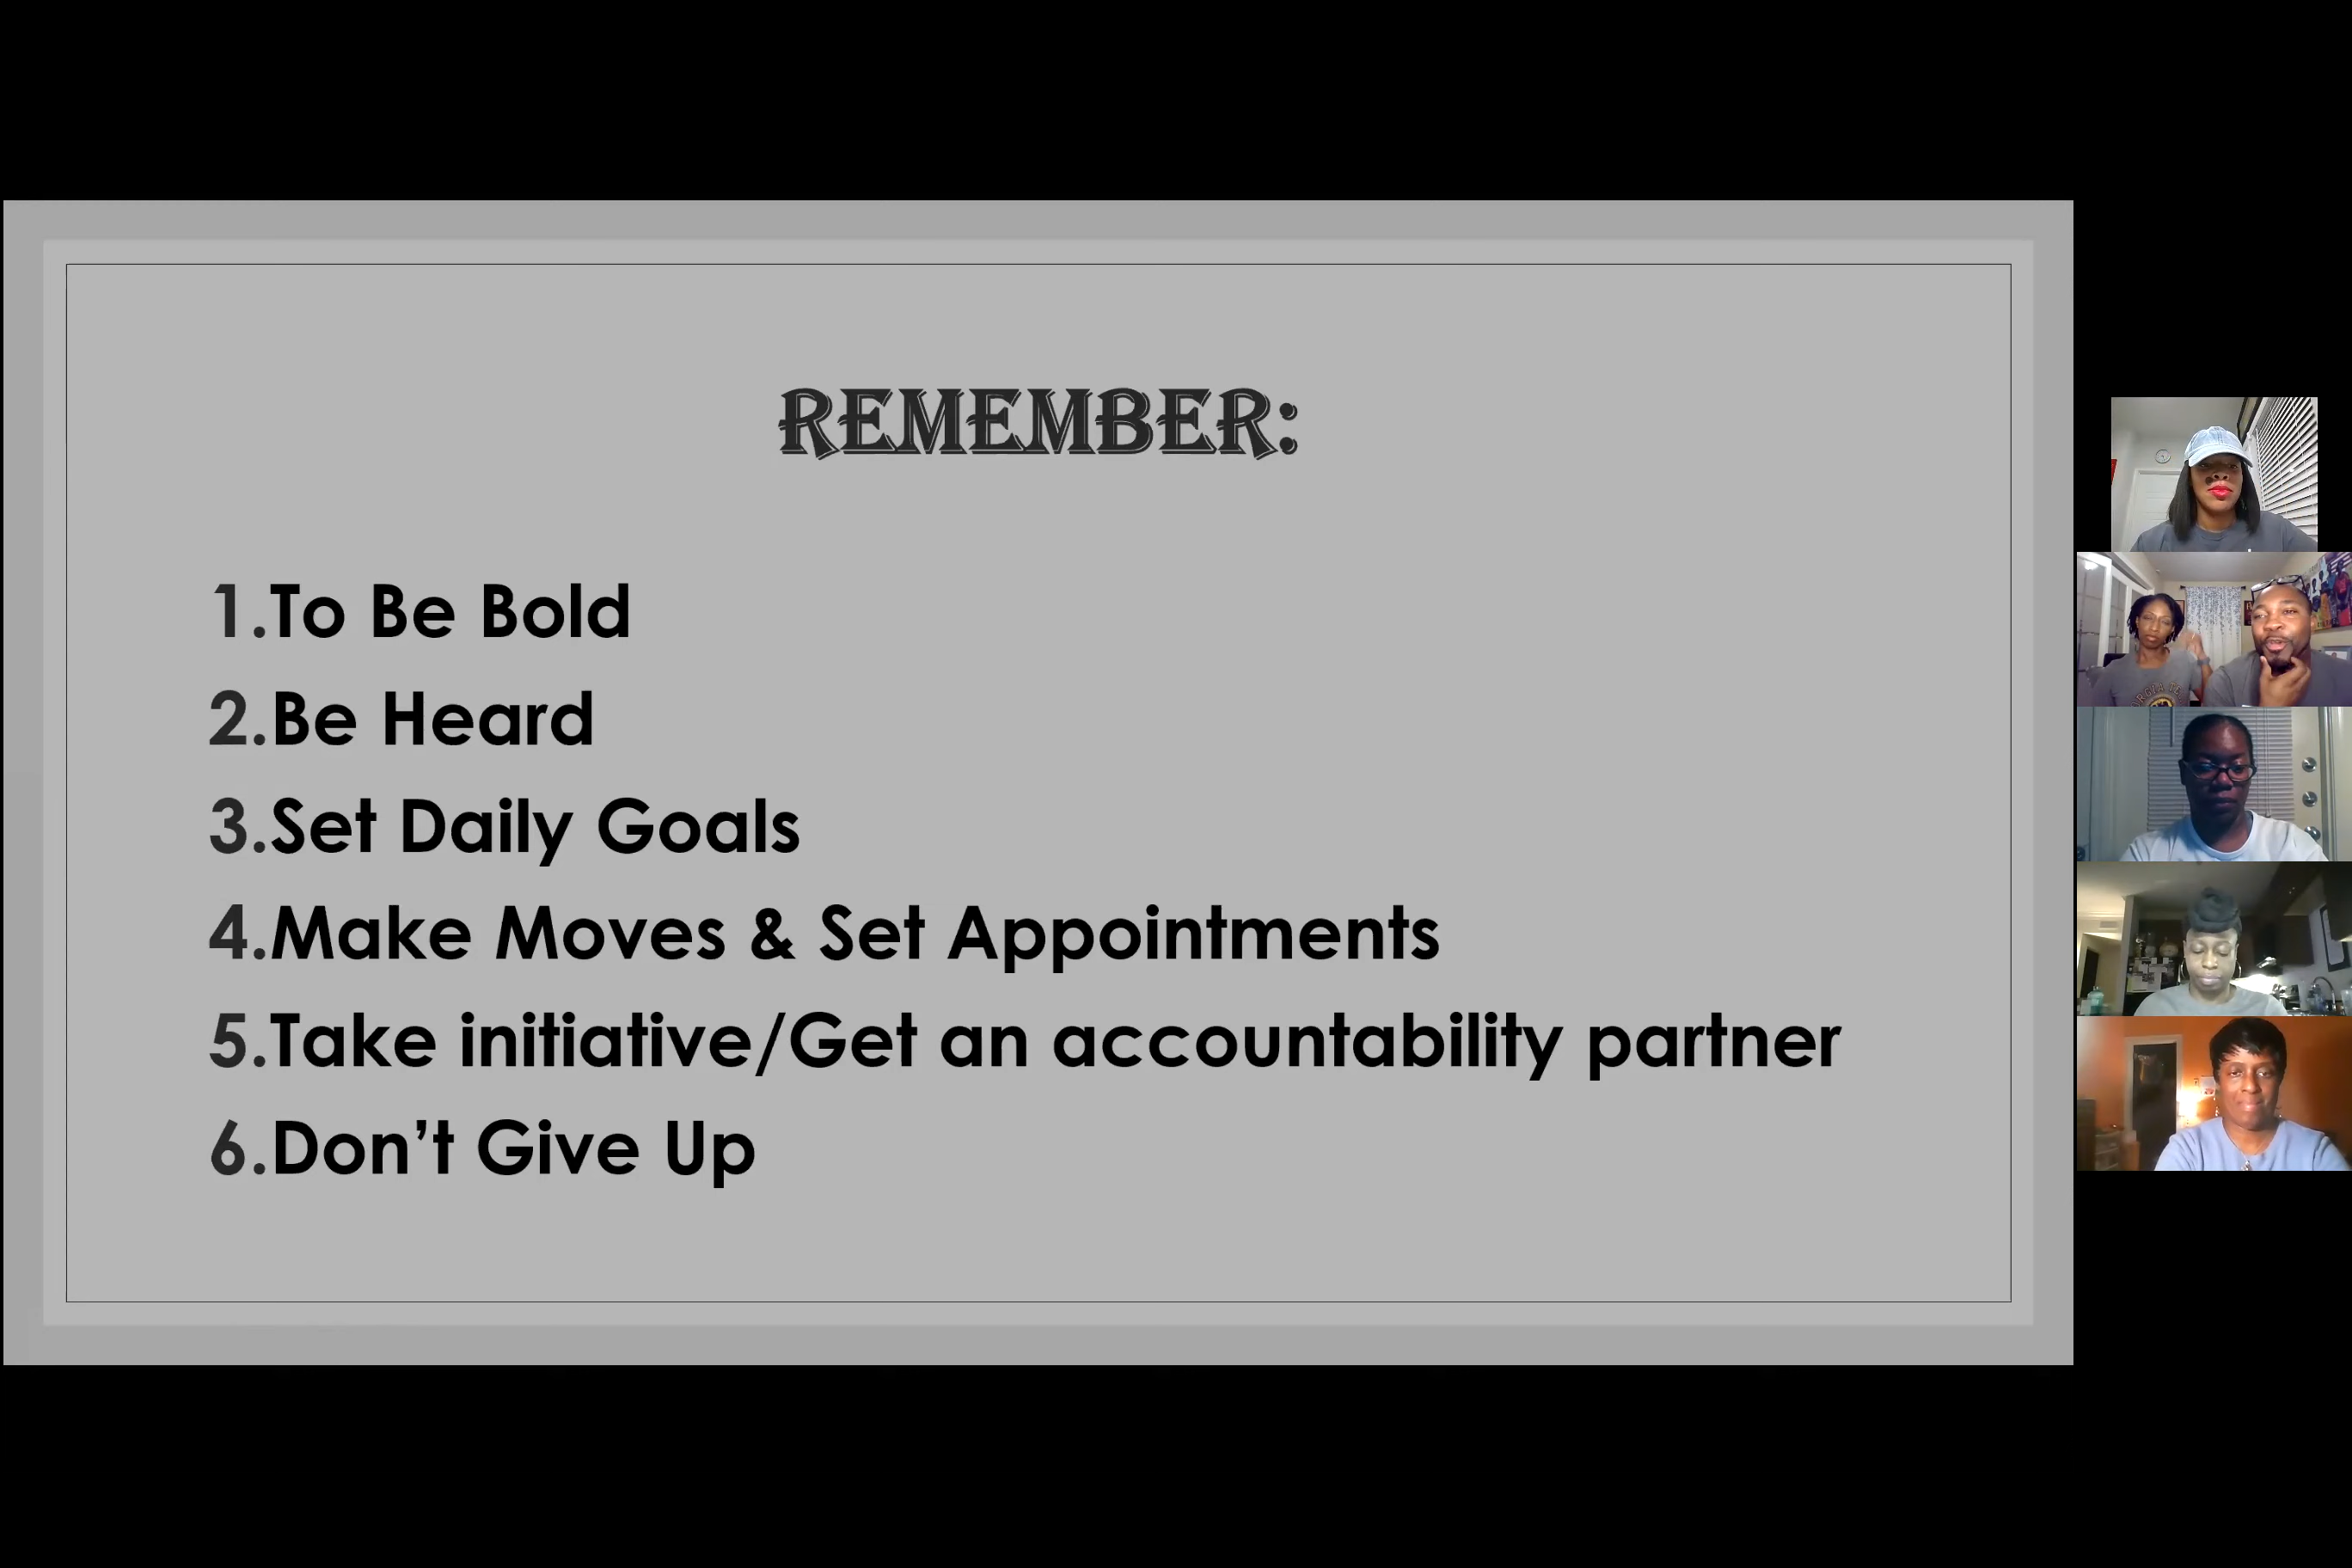 REMEMBER:
1.To Be Bold
2.Be Heard
3.Set Daily Goals
4.Make Moves & Set Appointments
5.Take initiative/Get an accountability partner
6.Don’t Give Up